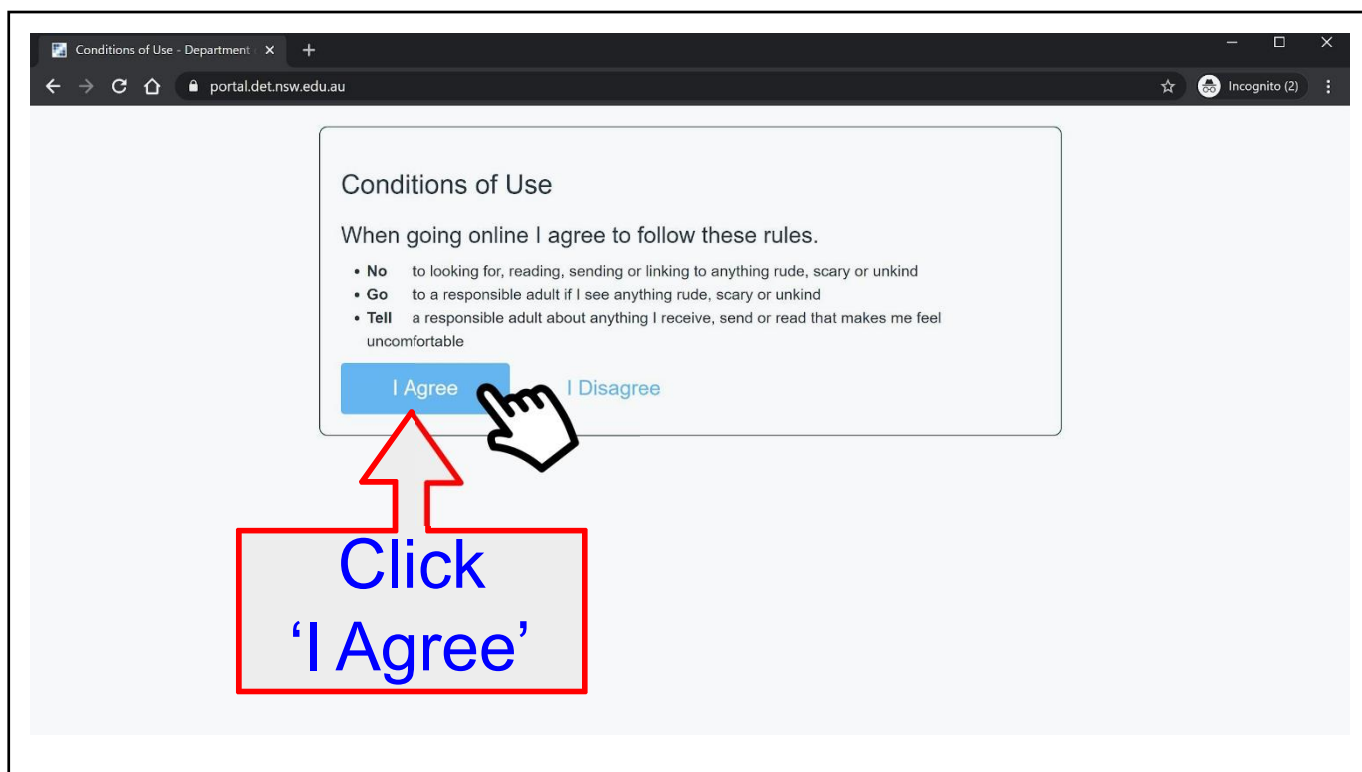 Conditions of Use - Department
portal.det.nsw.edu.au
Incognito (2)
Conditions of Use
When going online I agree to follow these rules.
• No to looking for, reading, sending or linking to anything rude, scary or unkind
• Go to a responsible adult if I see anything rude, scary or unkind
• Tell a responsible adult about anything I receive, send or read that makes me feel
uncomfortable
I Agree I Disagree
Click
‘I Agree’